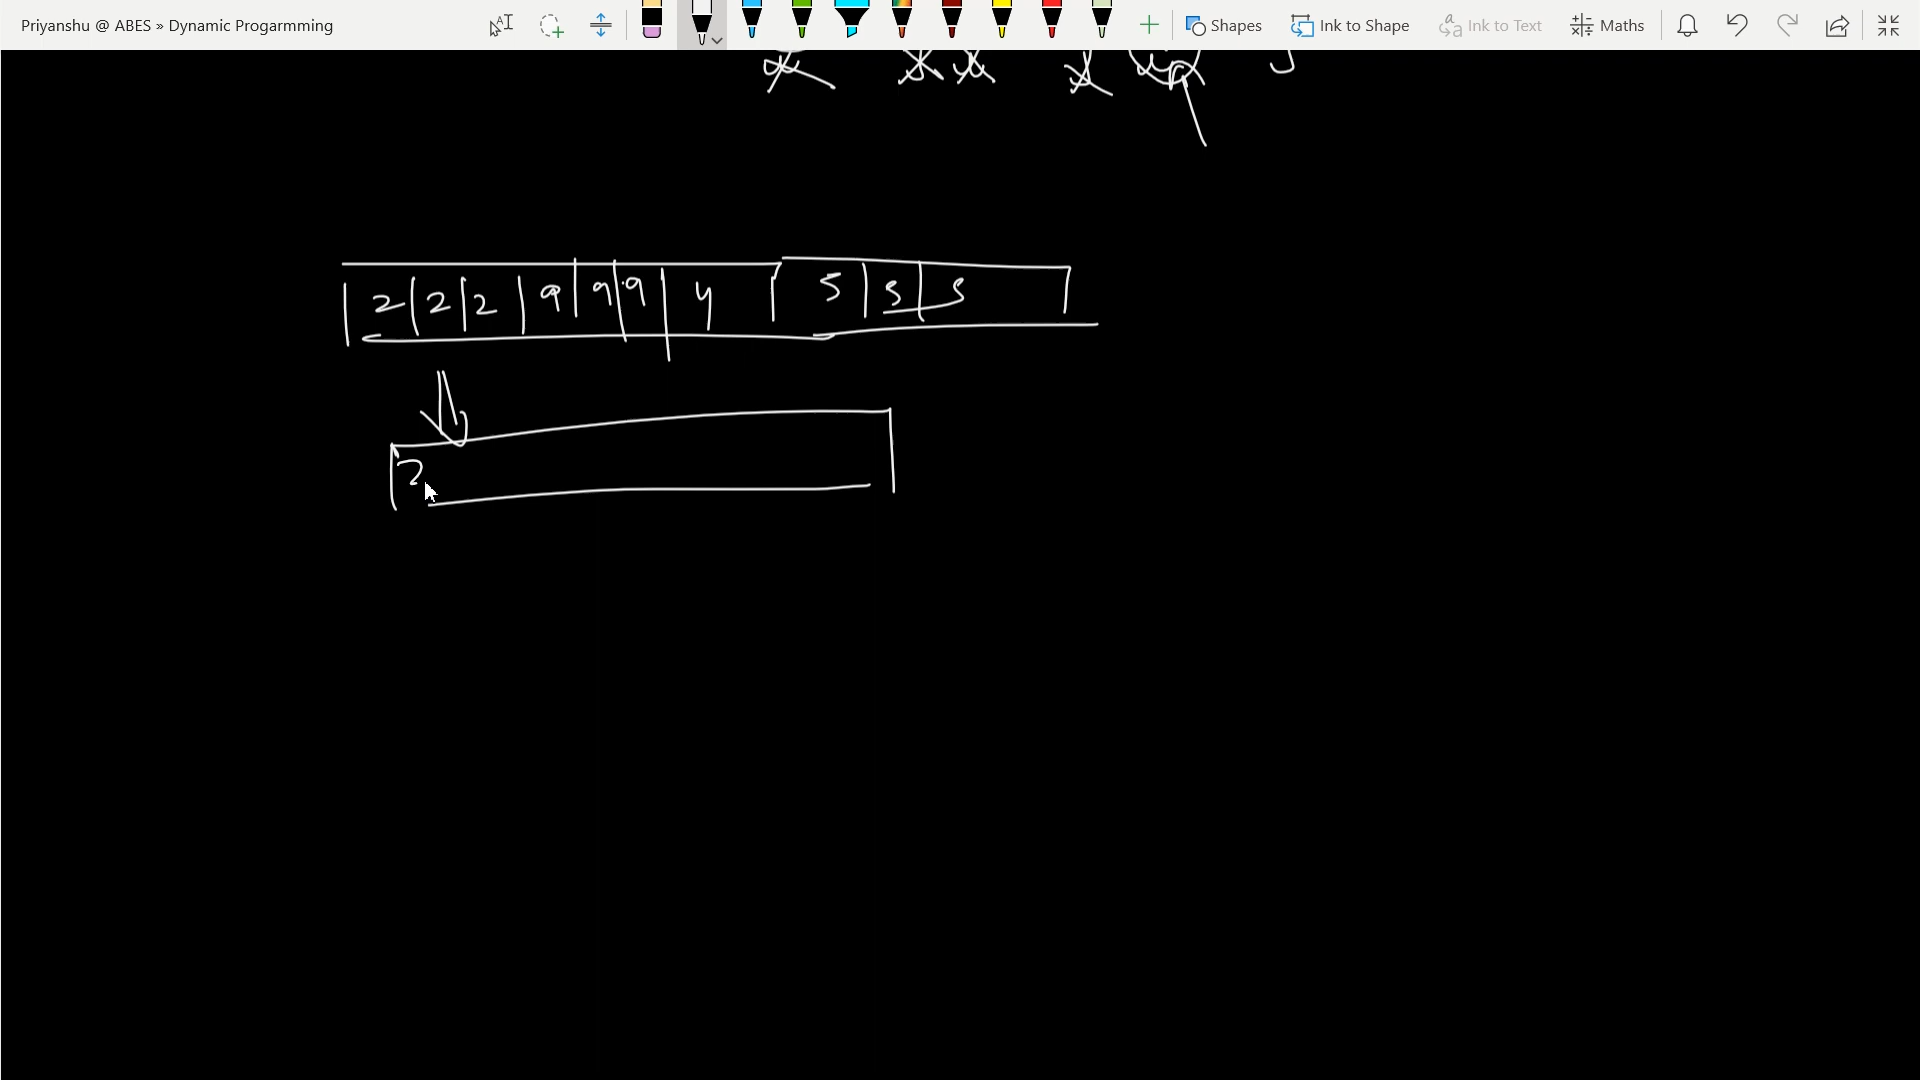 Priyanshu @ ABES » Dynamic Progarmming Shapes Ink to Shape Ink to Text Maths
2 2 2 9 9 9 4 5 5 5
2